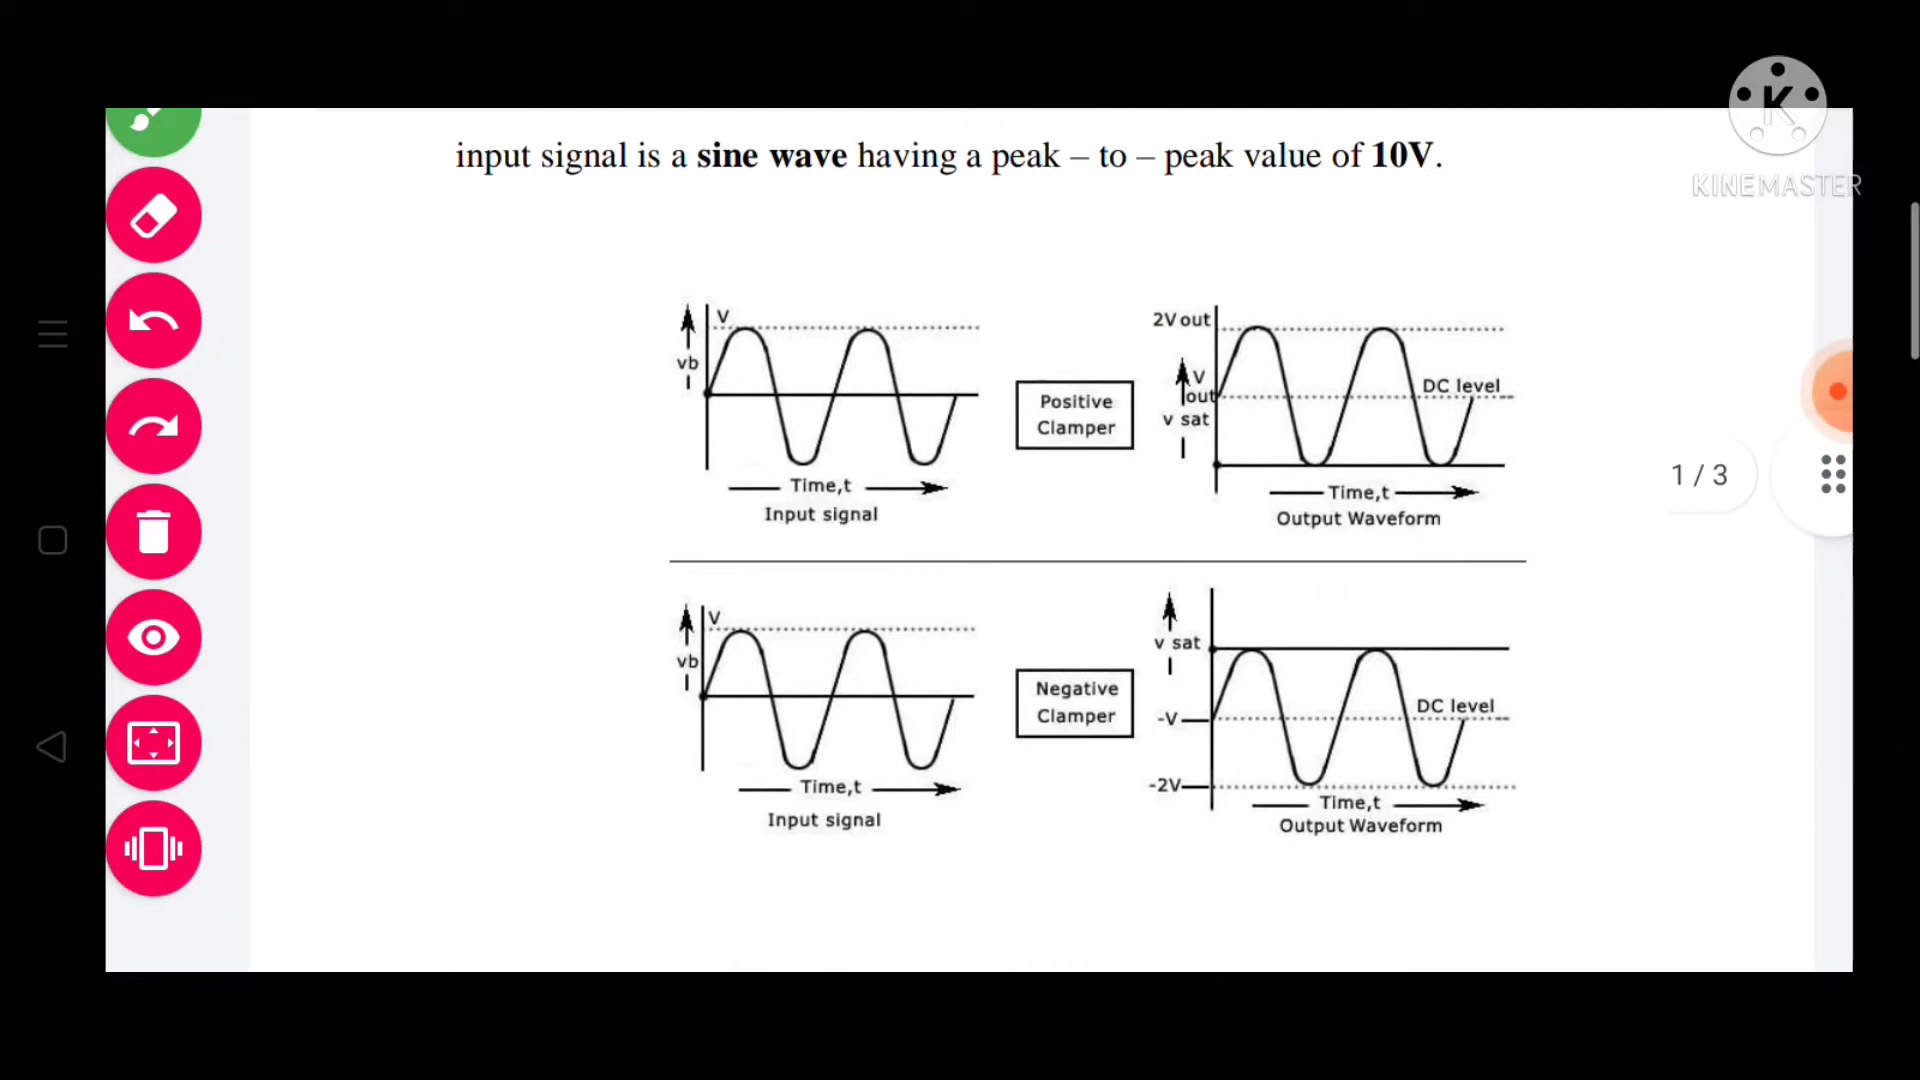 input signal is a sine wave having a peak – to – peak value of 10V.
K
KINEMASTER
V
vb
Time,t
Input signal
Positive
Clamper
2V out
V
out
v sat
DC level
Time,t
Output Waveform
1 / 3
V
vb
Time,t
Input signal
Negative
Clamper
v sat
-V
-2V
DC level
Time,t
Output Waveform